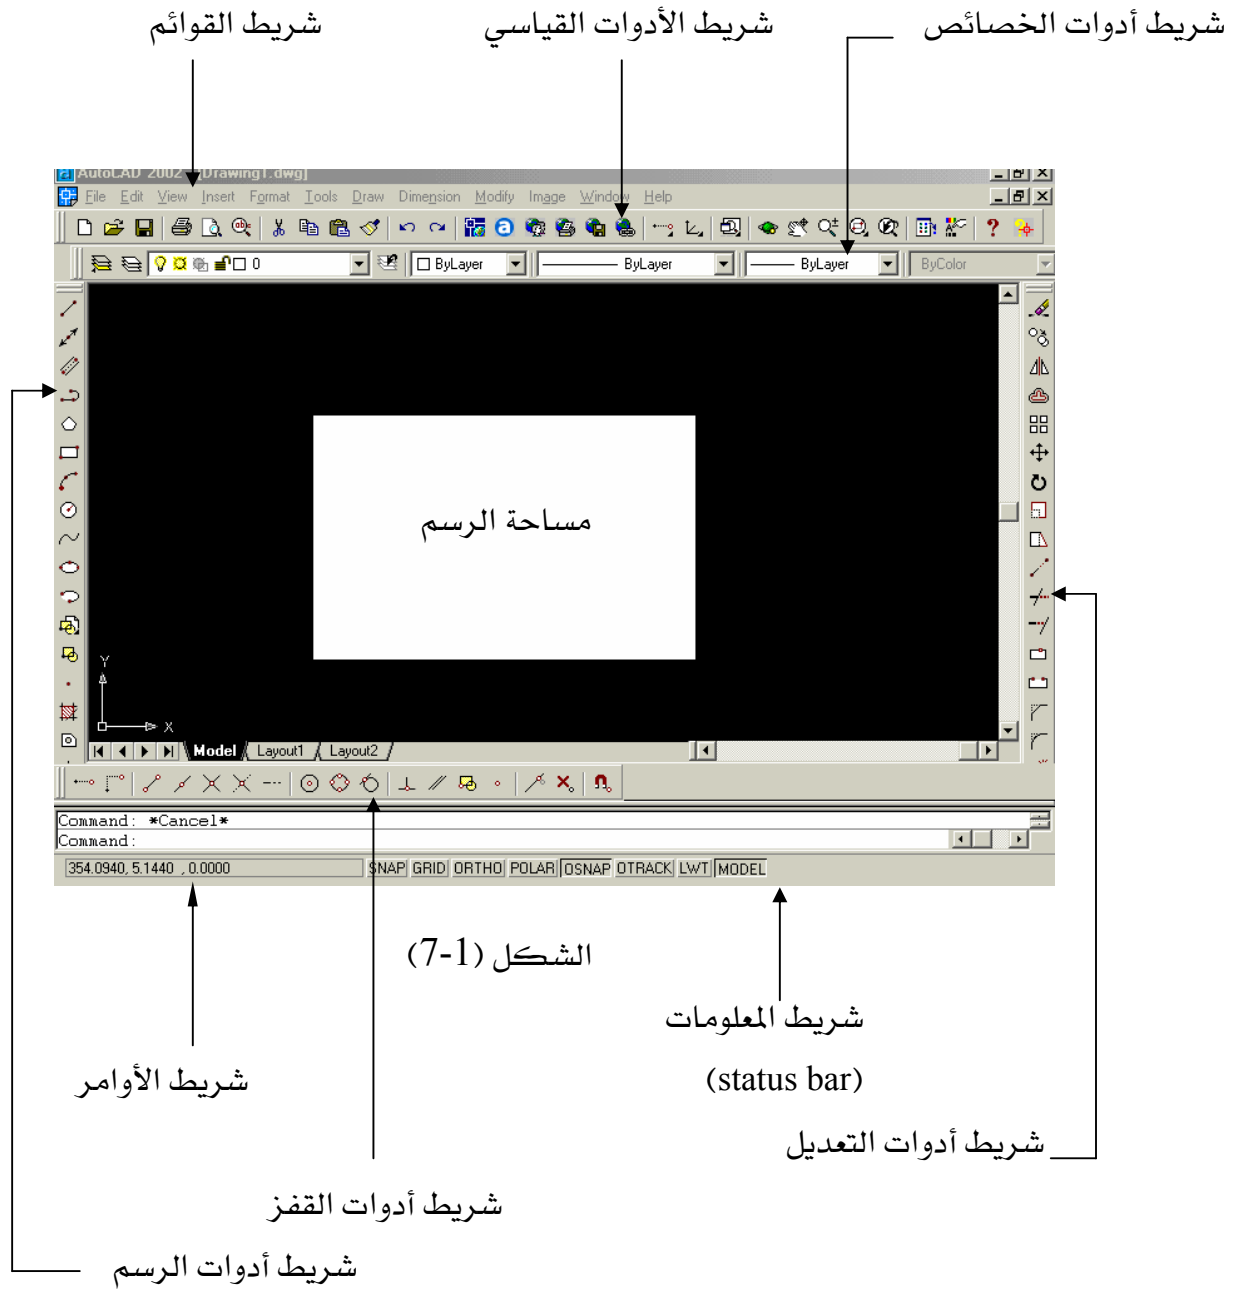 شريط أدوات الخصائص
شريط الأدوات القياسي
شريط القوائم
AutoCAD 2002 [Drawing1.dwg]
File Edit View Insert Format Tools Draw Dimension Modify Image Window Help
0 ByLayer ByLayer ByLayer ByColor
مساحة الرسم
Y
X
Model Layout1 Layout2
Command: *Cancel*
Command:
354.0940, 5.1440 , 0.0000 SNAP GRID ORTHO POLAR OSNAP OTRACK LWT MODEL
الشكل (7-1)
شريط المعلومات
(status bar)
شريط الأوامر
شريط أدوات التعديل
شريط أدوات القفز
شريط أدوات الرسم